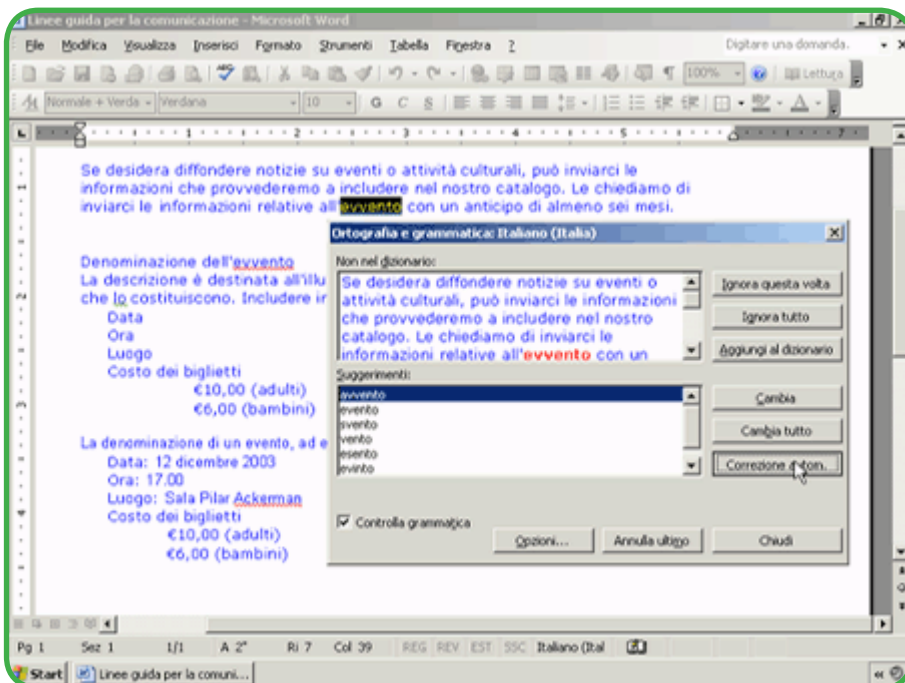 Linee guida per la comunicazione - Microsoft Word
File Modifica Visualizza Inserisci Formato Strumenti Tabella Finestra ? Digitare una domanda.
100% Lettura
Normale + Verda Verdana 10 G C S
1 2 3 4 5 7
Se desidera diffondere notizie su eventi o attività culturali, può inviarci le
informazioni che provvederemo a includere nel nostro catalogo. Le chiediamo di
inviarci le informazioni relative all'evvento con un anticipo di almeno sei mesi.
Denominazione dell'evvento
La descrizione è destinata all'illu
che lo costituiscono. Includere in
Data
Ora
Luogo
Costo dei biglietti
€10,00 (adulti)
€6,00 (bambini)
La denominazione di un evento, ad e
Data: 12 dicembre 2003
Ora: 17.00
Luogo: Sala Pilar Ackerman
Costo dei biglietti
€10,00 (adulti)
€6,00 (bambini)
Ortografia e grammatica: Italiano (Italia)
Non nel dizionario:
Se desidera diffondere notizie su eventi o
attività culturali, può inviarci le informazioni
che provvederemo a includere nel nostro
catalogo. Le chiediamo di inviarci le
informazioni relative all'evvento con un
Ignora questa volta
Ignora tutto
Aggiungi al dizionario
Suggerimenti:
avvento
evento
svento
vento
esento
evinto
Cambia
Cambia tutto
Correzione autom.
Controlla grammatica
Opzioni... Annulla ultimo Chiudi
Pg 1 Sez 1 1/1 A 2" Ri 7 Col 39 REG REV EST SSC Italiano (Ital
Start Linee guida per la comuni...